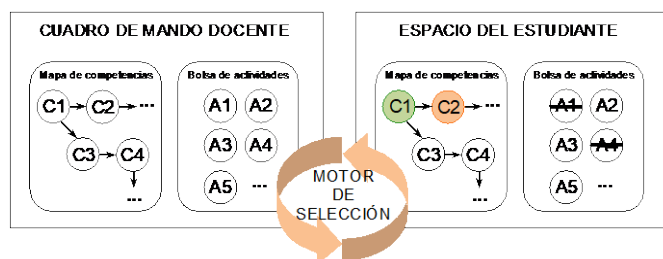 CUADRO DE MANDO DOCENTE
Mapa de competencias
C1 C2 ...
C3 C4
...
Bolsa de actividades
A1 A2
A3 A4
A5 ...
MOTOR
DE
SELECCIÓN
ESPACIO DEL ESTUDIANTE
Mapa de competencias
C1 C2 ...
C3 C4
...
Bolsa de actividades
A1 A2
A3 A4
A5 ...